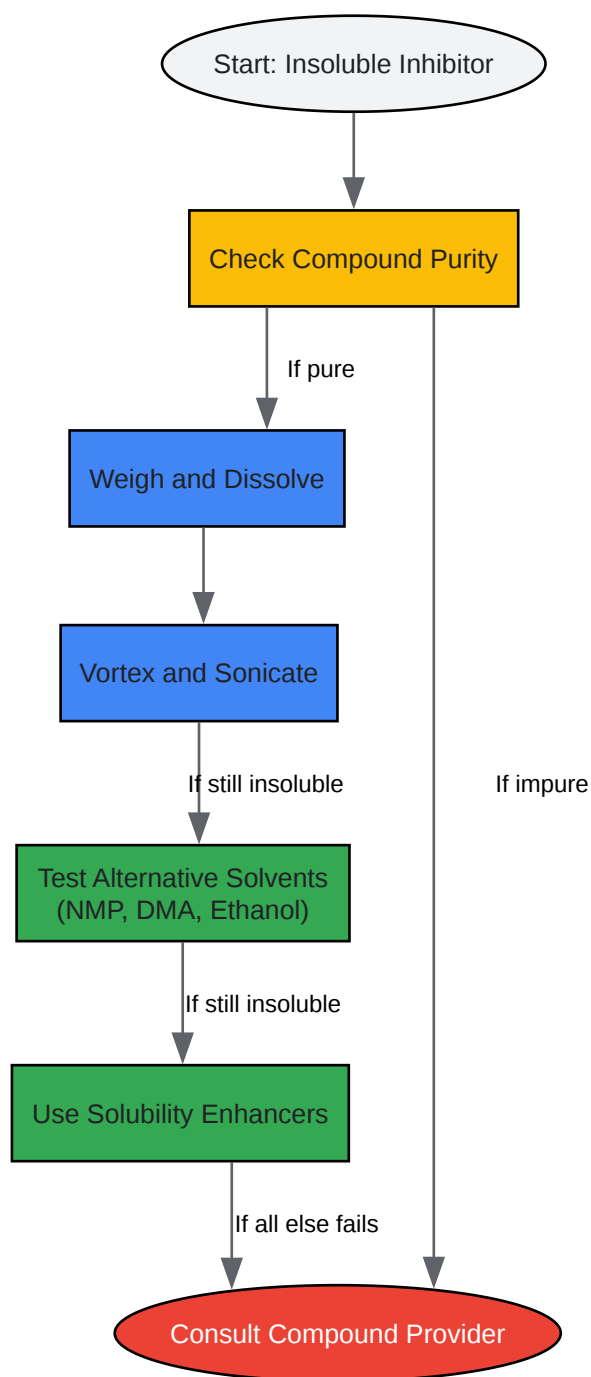 Start: Insoluble Inhibitor
Check Compound Purity
If pure
Weigh and Dissolve
Vortex and Sonicate
If still insoluble
If impure
Test Alternative Solvents
(NMP, DMA, Ethanol)
If still insoluble
Use Solubility Enhancers
If all else fails
Consult Compound Provider